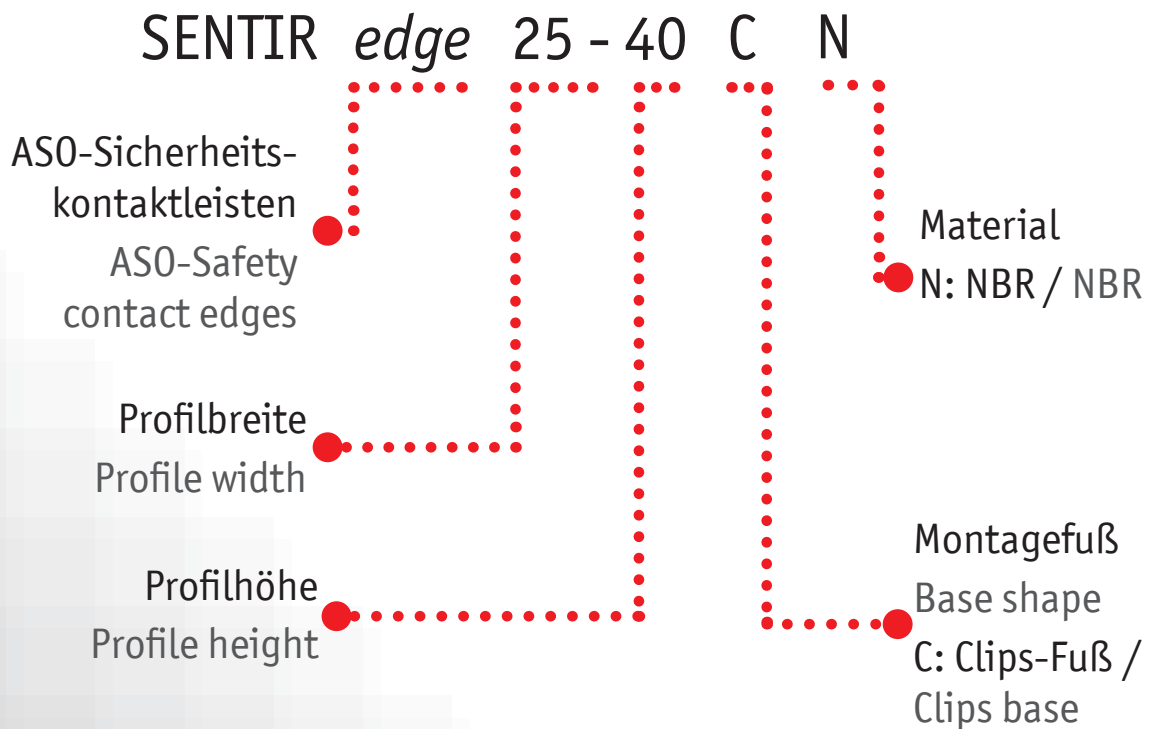 SENTIR edge 25 - 40 C N
ASO-Sicherheits-
kontaktleisten
ASO-Safety
contact edges
Profilbreite
Profile width
Profilhöhe
Profile height
Material
N: NBR / NBR
Montagefuß
Base shape
C: Clips-Fuß /
Clips base